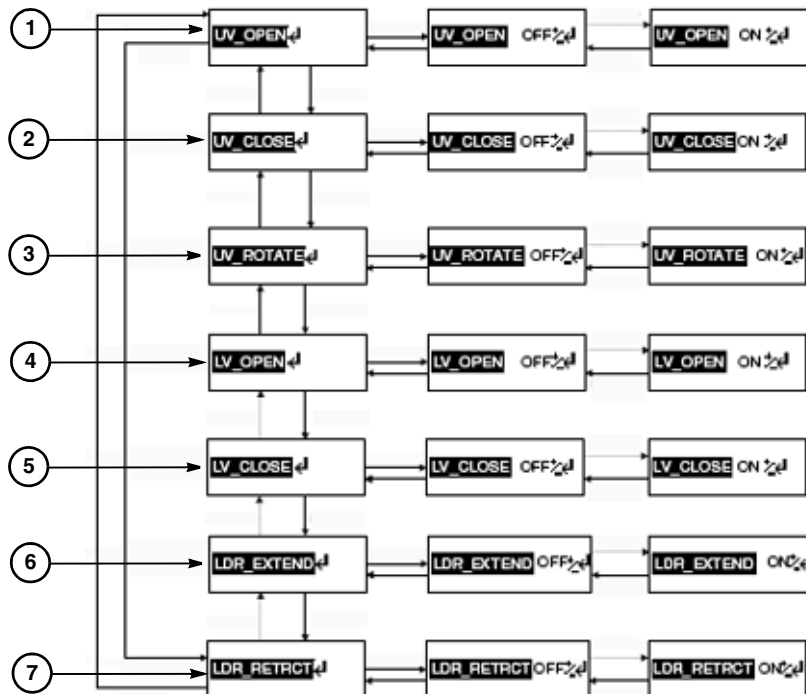 1 UV_OPEN↵ UV_OPEN OFF+/-↵ UV_OPEN ON +/-↵
2 UV_CLOSE↵ UV_CLOSE OFF+/-↵ UV_CLOSE ON +/-↵
3 UV_ROTATE↵ UV_ROTATE OFF+/-↵ UV_ROTATE ON+/-↵
4 LV_OPEN ↵ LV_OPEN OFF+/-↵ LV_OPEN ON +/-↵
5 LV_CLOSE ↵ LV_CLOSE OFF+/-↵ LV_CLOSE ON +/-↵
6 LDR_EXTEND↵ LDR_EXTEND OFF+/-↵ LDR_EXTEND ON+/-↵
7 LDR_RETRCT↵ LDR_RETRCT OFF+/-↵ LDR_RETRCT ON+/-↵